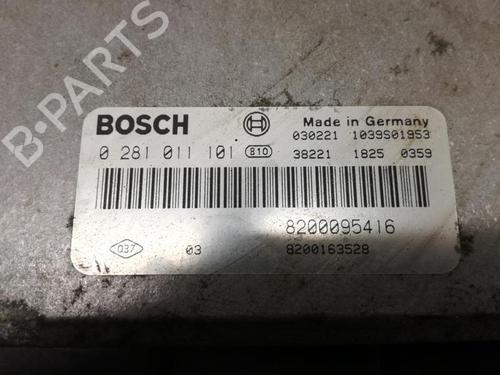 B-PARTS
BOSCH
Made in Germany
030221 1039S01953
0 281 011 101 810
38221 1825 0359
8200095416
037 03 8200163528